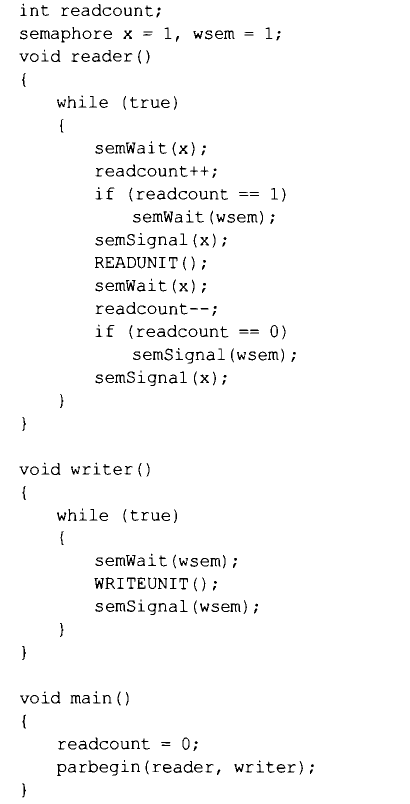 int readcount;
semaphore x = 1, wsem = 1;
void reader()
{
    while (true)
    {
        semWait(x);
        readcount++;
        if (readcount == 1)
            semWait(wsem);
        semSignal(x);
        READUNIT();
        semWait(x);
        readcount--;
        if (readcount == 0)
            semSignal(wsem);
        semSignal(x);
    }
}

void writer()
{
    while (true)
    {
        semWait(wsem);
        WRITEUNIT();
        semSignal(wsem);
    }
}

void main()
{
    readcount = 0;
    parbegin(reader, writer);
}